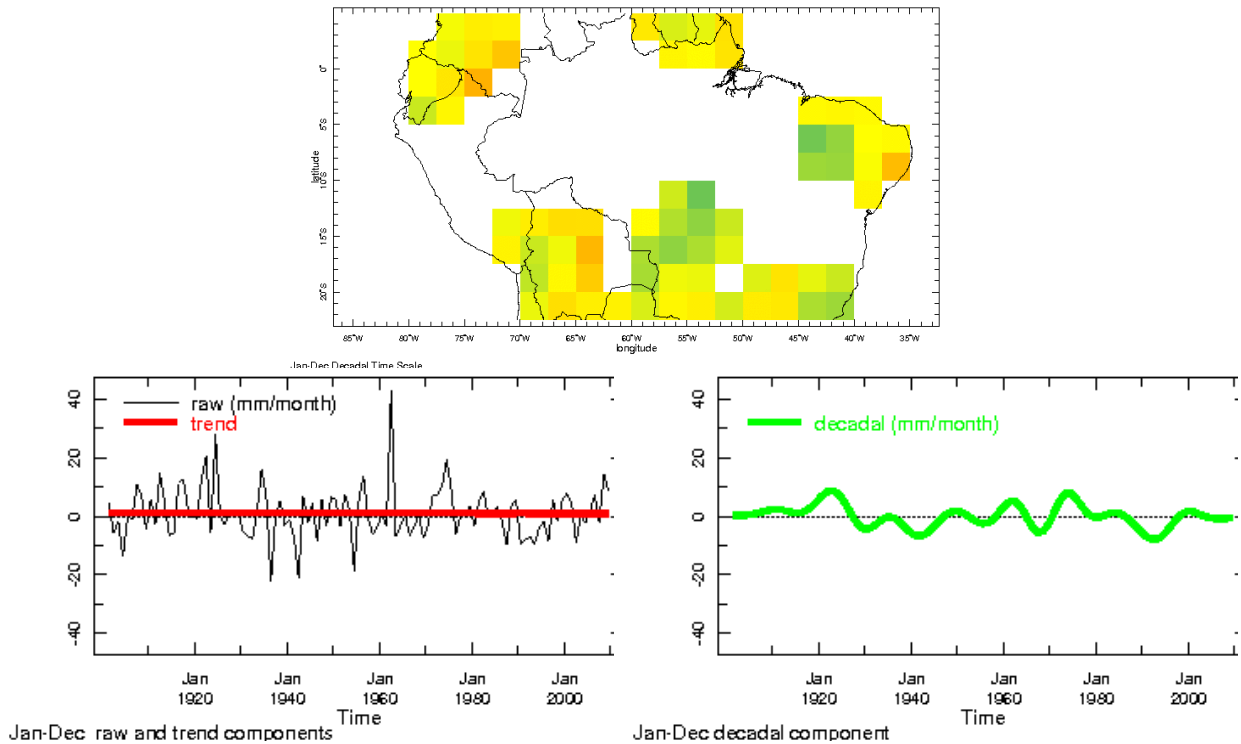 0°
5°S
10°S
15°S
20°S
latitude
85°W 80°W 75°W 70°W 65°W 60°W 55°W 50°W 45°W 40°W 35°W
longitude
Jan-Dec Decadal Time Scale
raw (mm/month)
trend
40
20
0
-20
-40
Jan Jan Jan Jan Jan
1920 1940 1960 1980 2000
Time
Jan-Dec raw and trend components
decadal (mm/month)
40
20
0
-20
-40
Jan Jan Jan Jan Jan
1920 1940 1960 1980 2000
Time
Jan-Dec decadal component